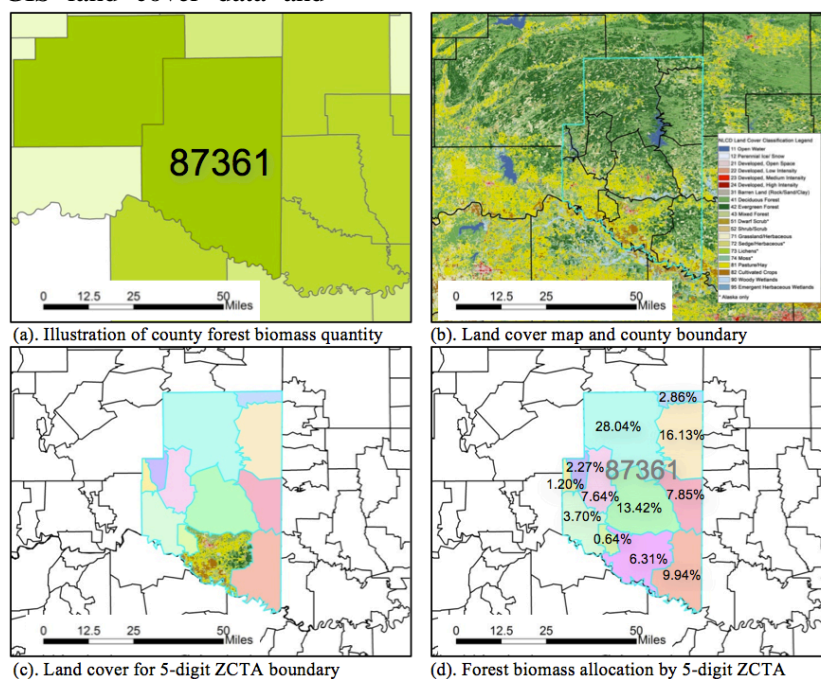 GIS land cover data and
87361
0 12.5 25 50
Miles
(a). Illustration of county forest biomass quantity
NLCD Land Cover Classification Legend
11 Open Water
12 Perennial Ice/ Snow
21 Developed, Open Space
22 Developed, Low Intensity
23 Developed, Medium Intensity
24 Developed, High Intensity
31 Barren Land (Rock/Sand/Clay)
41 Deciduous Forest
42 Evergreen Forest
43 Mixed Forest
51 Dwarf Scrub*
52 Shrub/Scrub
71 Grassland/Herbaceous
72 Sedge/Herbaceous*
73 Lichens*
74 Moss*
81 Pasture/Hay
82 Cultivated Crops
90 Woody Wetlands
95 Emergent Herbaceous Wetlands
* Alaska only
0 12.5 25 50
Miles
(b). Land cover map and county boundary
0 12.5 25 50
Miles
(c). Land cover for 5-digit ZCTA boundary
2.86%
28.04%
16.13%
2.27% 87361
1.20%
7.64%
7.85%
3.70%
13.42%
0.64%
6.31%
9.94%
0 12.5 25 50
Miles
(d). Forest biomass allocation by 5-digit ZCTA